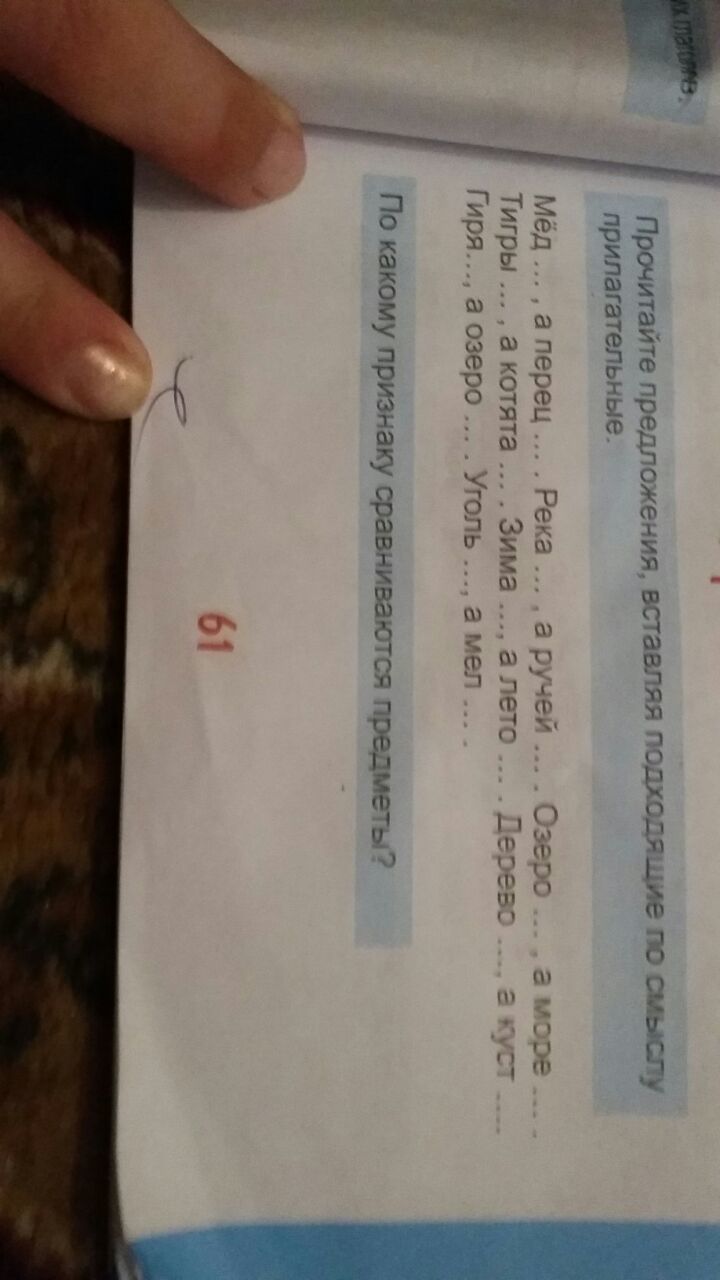 Прочитайте предложения, вставляя подходящие по смыслу
прилагательные.
Мёд ... , а перец ... . Река ... , а ручей ... . Озеро ... , а море ... .
Тигры ... , а котята ... . Зима ..., а лето ... . Дерево ...., а куст .....
Гиря..., а озеро ... . Уголь ..., а мел ... .
По какому признаку сравниваются предметы?
61